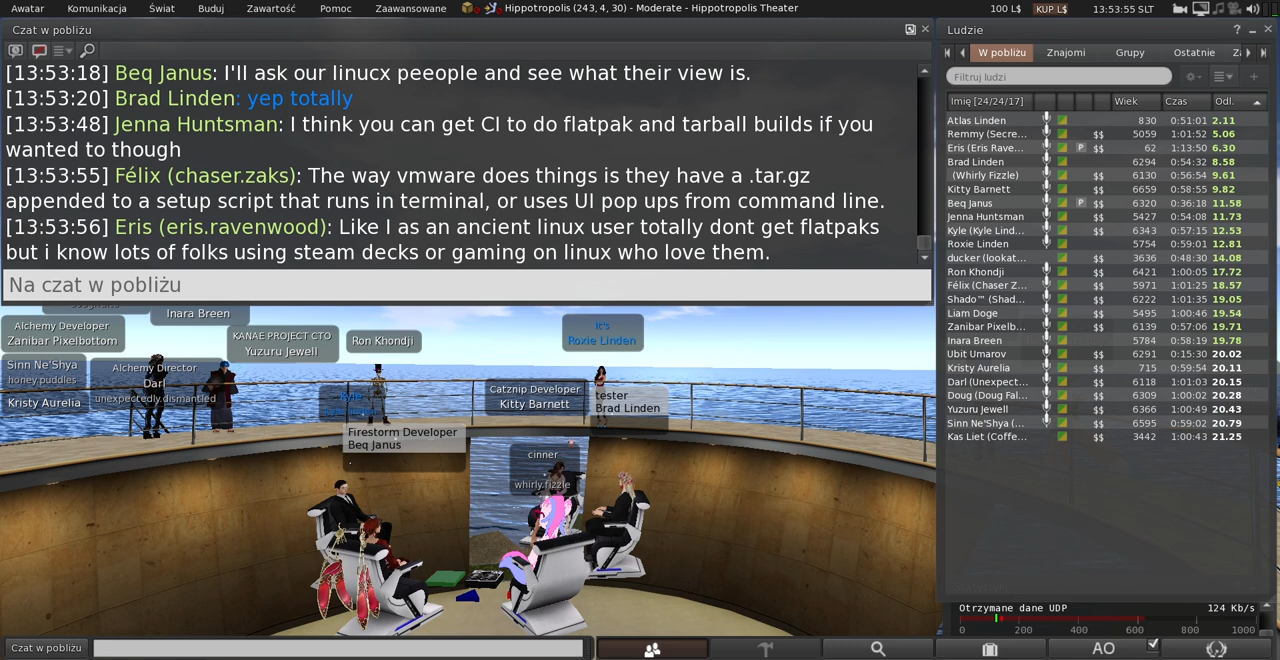 Awatar Komunikacja Świat Buduj Zawartość Pomoc Zaawansowane Hippotropolis (243, 4, 30) - Moderate - Hippotropolis Theater 100 L$ KUP L$ 13:53:55 SLT
Czat w pobliżu
[13:53:18] Beq Janus: I'll ask our linucx peeople and see what their view is.
[13:53:20] Brad Linden: yep totally
[13:53:48] Jenna Huntsman: I think you can get CI to do flatpak and tarball builds if you
wanted to though
[13:53:55] Félix (chaser.zaks): The way vmware does things is they have a .tar.gz
appended to a setup script that runs in terminal, or uses UI pop ups from command line.
[13:53:56] Eris (eris.ravenwood): Like I as an ancient linux user totally dont get flatpaks
but i know lots of folks using steam decks or gaming on linux who love them.
Na czat w pobliżu
Inara Breen
Alchemy Developer
Zanibar Pixelbottom
KANAE PROJECT CTO
Yuzuru Jewell
Ron Khondji
It's
Roxie Linden
Sinn Ne'Shya
honey.puddles
Kristy Aurelia
Alchemy Director
Darl
unexpectedly.dismantled
Kyle
Catznip Developer
Kitty Barnett
tester
Brad Linden
Firestorm Developer
Beq Janus
cinner
whirly.fizzle
Ludzie
W pobliżu Znajomi Grupy Ostatnie
Filtruj ludzi
Imię [24/24/17] Wiek Czas Odl.
Atlas Linden 830 0:51:01 2.11
Remmy (Secre... $$ 5059 1:01:52 5.06
Eris (Eris Rave... P $$ 62 1:13:50 6.30
Brad Linden 6294 0:54:32 8.58
(Whirly Fizzle) $$ 6130 0:56:54 9.61
Kitty Barnett $$ 6659 0:58:55 9.82
Beq Janus P $$ 6320 0:36:18 11.58
Jenna Huntsman $$ 5427 0:54:08 11.73
Kyle (Kyle Lind... $$ 6343 0:57:15 12.53
Roxie Linden 5754 0:59:01 12.81
ducker (lookat... $$ 3636 0:48:30 14.08
Ron Khondji $$ 6421 1:00:05 17.72
Félix (Chaser Z... $$ 5971 1:01:25 18.57
Shado™ (Shad... $$ 6222 1:01:35 19.05
Liam Doge $$ 5495 1:00:46 19.54
Zanibar Pixelb... $$ 6139 0:57:06 19.71
Inara Breen $$ 5784 0:58:19 19.78
Ubit Umarov $$ 6291 0:15:30 20.02
Kristy Aurelia $$ 715 0:59:54 20.11
Darl (Unexpect... $$ 6118 1:01:03 20.15
Doug (Doug Fal... $$ 6309 1:00:02 20.28
Yuzuru Jewell $$ 6366 1:00:49 20.43
Sinn Ne'Shya (... $$ 6595 0:59:02 20.79
Kas Liet (Coffe... $$ 3442 1:00:43 21.25
Otrzymane dane UDP 124 Kb/s
0 200 400 600 800 1000
Czat w pobliżu AO